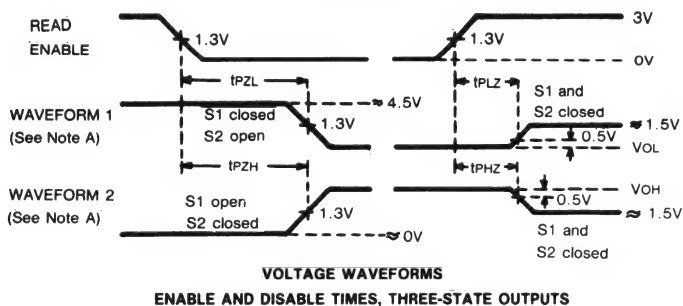 READ
ENABLE
1.3V
1.3V
3V
0V
tPZL
tPLZ
WAVEFORM 1
(See Note A)
S1 closed
S2 open
≈ 4.5V
1.3V
S1 and
S2 closed
≈ 1.5V
0.5V
VOL
tPZH
tPHZ
WAVEFORM 2
(See Note A)
S1 open
S2 closed
1.3V
≈ 0V
VOH
0.5V
≈ 1.5V
S1 and
S2 closed
VOLTAGE WAVEFORMS
ENABLE AND DISABLE TIMES, THREE-STATE OUTPUTS